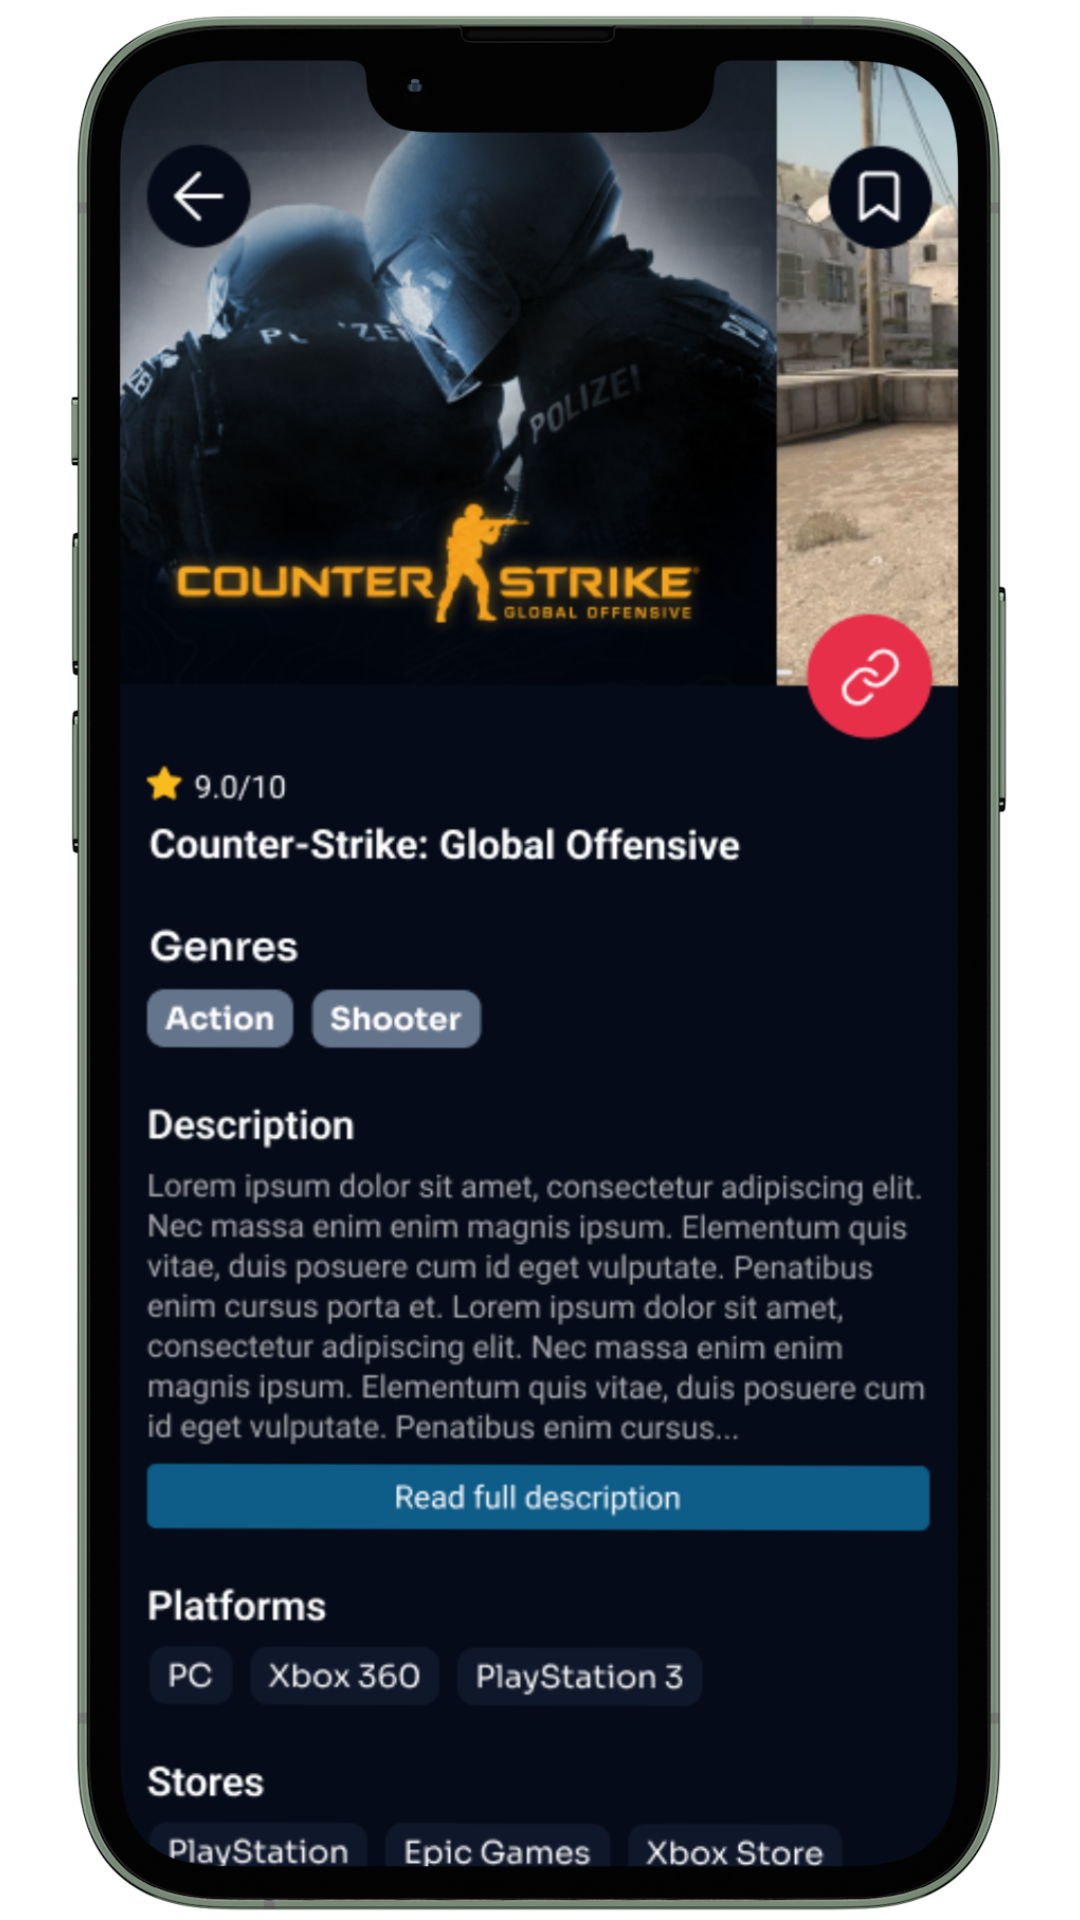 POLIZEI
COUNTER STRIKE
GLOBAL OFFENSIVE
9.0/10
Counter-Strike: Global Offensive
Genres
Action Shooter
Description
Lorem ipsum dolor sit amet, consectetur adipiscing elit.
Nec massa enim enim magnis ipsum. Elementum quis
vitae, duis posuere cum id eget vulputate. Penatibus
enim cursus porta et. Lorem ipsum dolor sit amet,
consectetur adipiscing elit. Nec massa enim enim
magnis ipsum. Elementum quis vitae, duis posuere cum
id eget vulputate. Penatibus enim cursus...
Read full description
Platforms
PC Xbox 360 PlayStation 3
Stores
PlayStation Epic Games Xbox Store